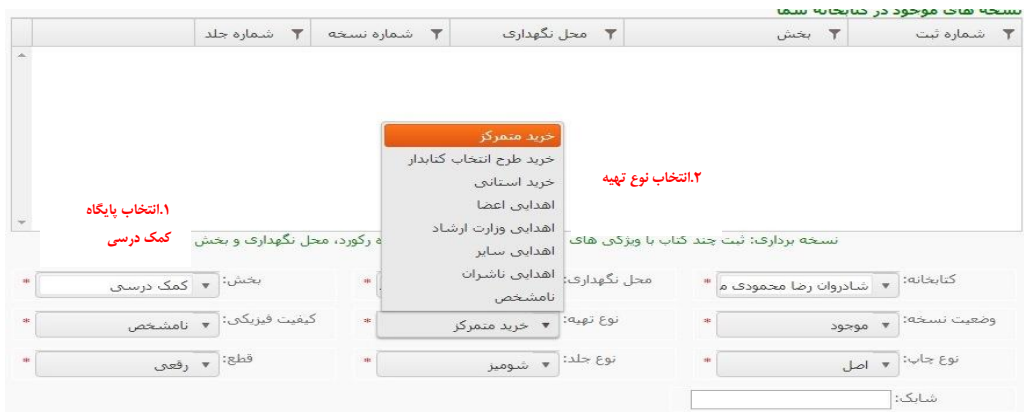 نسخه های موجود در کتابخانه شما
شماره ثبت بخش محل نگهداری شماره نسخه شماره جلد
خرید متمرکز
خرید طرح انتخاب کتابدار
خرید استانی
اهدایی اعضا
اهدایی وزارت ارشاد
اهدایی سایر
اهدایی ناشران
نامشخص
۲.انتخاب نوع تهیه
۱.انتخاب پایگاه
کمک درسی
نسخه برداری: ثبت چند کتاب با ویژگی های ه رکورد، محل نگهداری و بخش
کتابخانه: شادروان رضا محمودی م * محل نگهداری: * بخش: کمک درسی *
وضعیت نسخه: موجود * نوع تهیه: خرید متمرکز * کیفیت فیزیکی: نامشخص *
نوع چاپ: اصل * نوع جلد: شومیز * قطع: رقعی *
شابک: